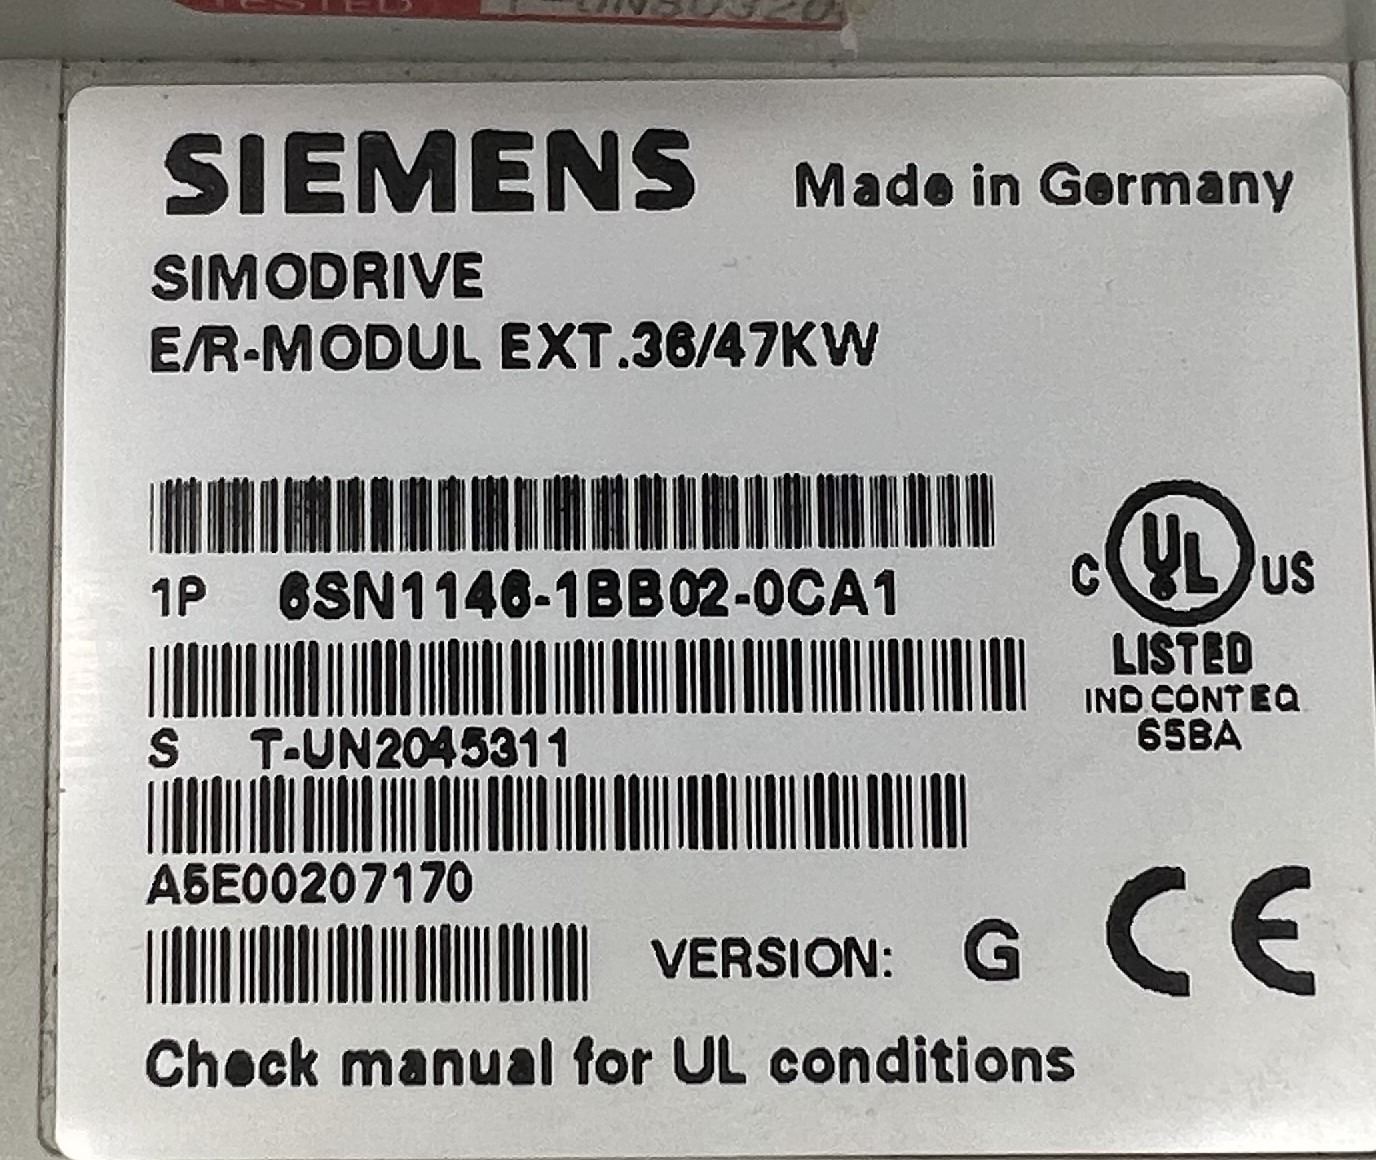 TESTED
SIEMENS Made in Germany
SIMODRIVE
E/R-MODUL EXT.36/47KW
1P 6SN1146-1BB02-0CA1
C UL US
LISTED
IND CONT EQ
65BA
S T-UN2045311
A5E00207170
VERSION: G CE
Check manual for UL conditions